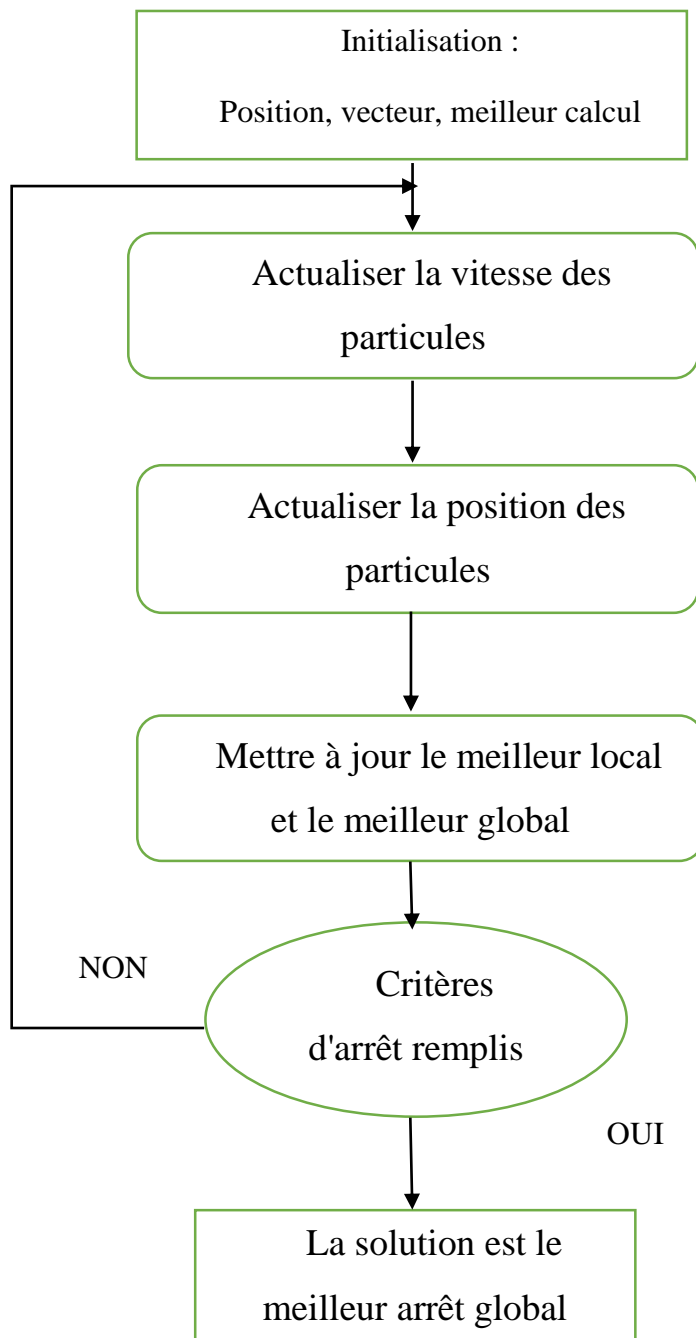 Initialisation :
Position, vecteur, meilleur calcul
Actualiser la vitesse des
particules
Actualiser la position des
particules
Mettre à jour le meilleur local
et le meilleur global
NON
Critères
d'arrêt remplis
OUI
La solution est le
meilleur arrêt global